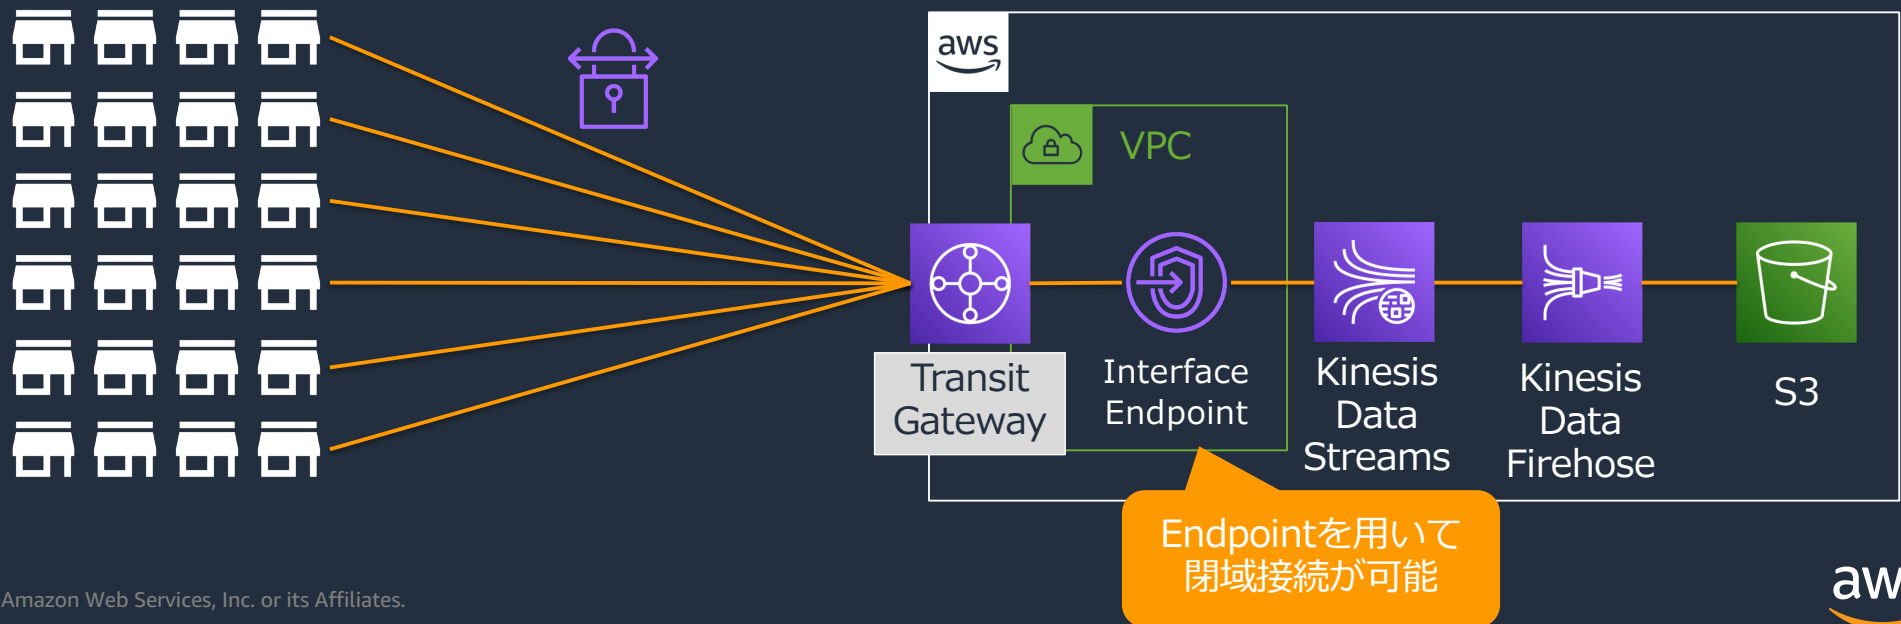 aws
VPC
Transit
Gateway
Interface
Endpoint
Kinesis
Data
Streams
Kinesis
Data
Firehose
S3
Endpointを用いて
閉域接続が可能
Amazon Web Services, Inc. or its Affiliates.
aw